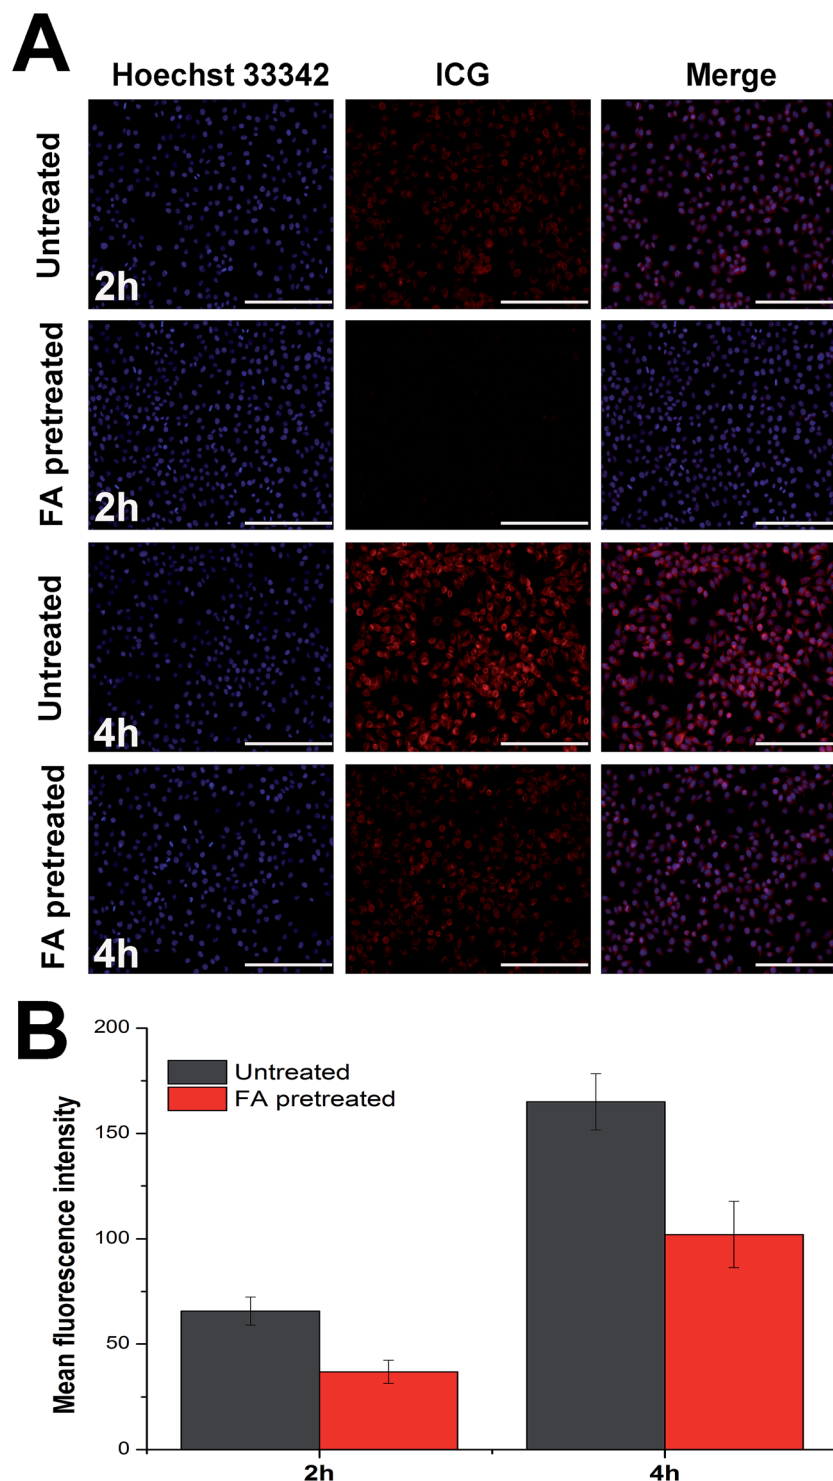 A
Hoechst 33342 ICG Merge
Untreated
2h
FA pretreated
2h
Untreated
4h
FA pretreated
4h
B
Mean fluorescence intensity
200
150
100
50
0
Untreated
FA pretreated
2h 4h